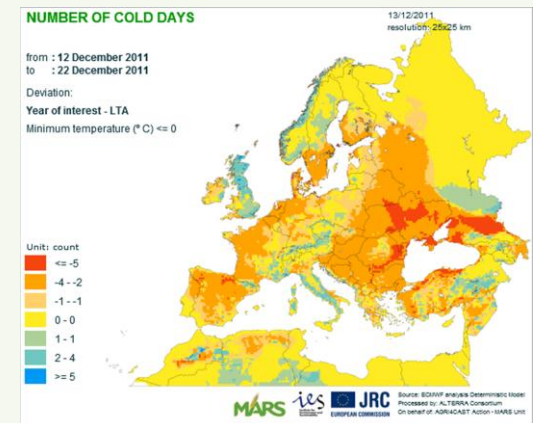 NUMBER OF COLD DAYS
13/12/2011
resolution: 25x25 km
from : 12 December 2011
to : 22 December 2011
Deviation:
Year of interest - LTA
Minimum temperature (° C) <= 0
Unit: count
<= -5
-4 - -2
-1 - -1
0 - 0
1 - 1
2 - 4
>= 5
MARS
ies
JRC
EUROPEAN COMMISSION
Source: ECMWF analysis Deterministic Model
Processed by: ALTERRA Consortium
On behalf of: AGRI4CAST Action - MARS Unit